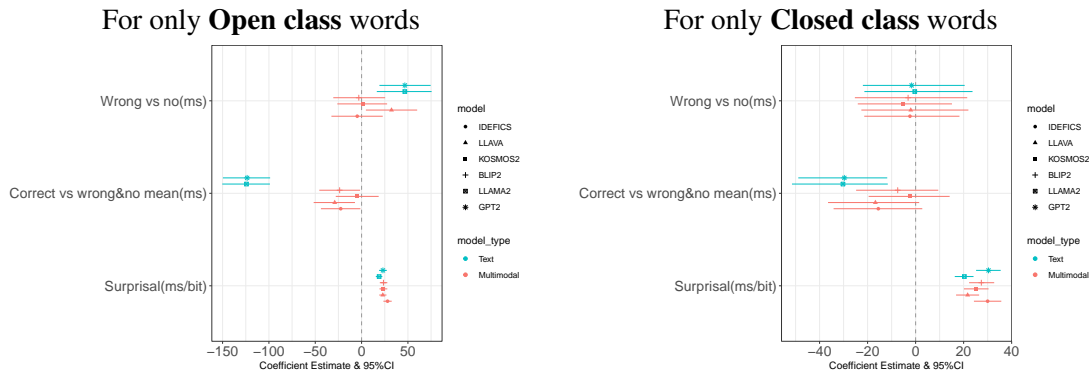 For only Open class words
Wrong vs no(ms)
Correct vs wrong&no mean(ms)
Surprisal(ms/bit)
−150 −100 −50 0 50
Coefficient Estimate & 95%CI
model
IDEFICS
LLAVA
KOSMOS2
BLIP2
LLAMA2
GPT2
model_type
Text
Multimodal
For only Closed class words
Wrong vs no(ms)
Correct vs wrong&no mean(ms)
Surprisal(ms/bit)
−40 −20 0 20 40
Coefficient Estimate & 95%CI
model
IDEFICS
LLAVA
KOSMOS2
BLIP2
LLAMA2
GPT2
model_type
Text
Multimodal